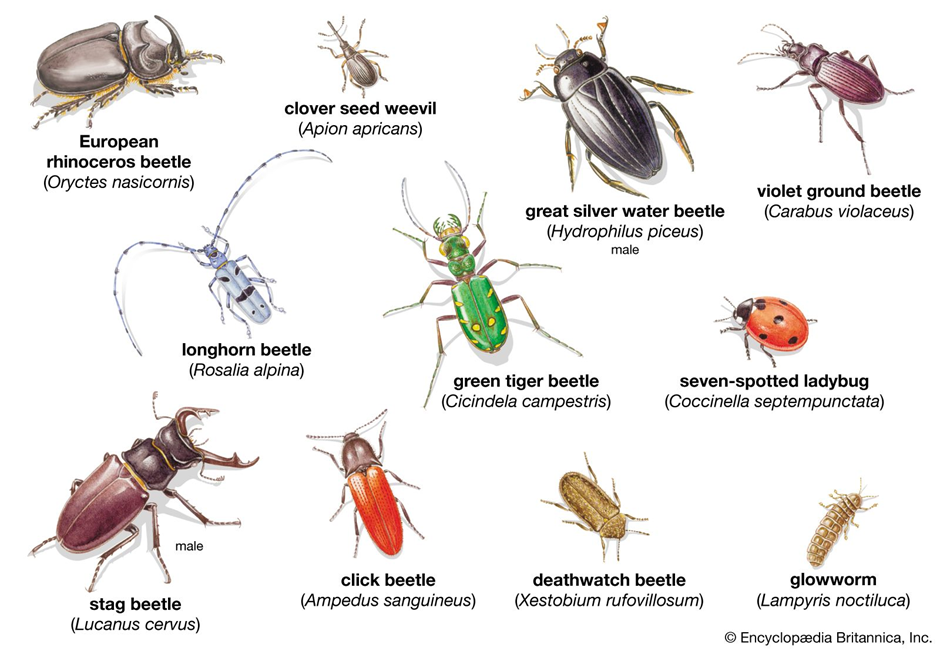 European
rhinoceros beetle
(Oryctes nasicornis)
clover seed weevil
(Apion apricans)
great silver water beetle
(Hydrophilus piceus)
male
violet ground beetle
(Carabus violaceus)
longhorn beetle
(Rosalia alpina)
green tiger beetle
(Cicindela campestris)
seven-spotted ladybug
(Coccinella septempunctata)
male
stag beetle
(Lucanus cervus)
click beetle
(Ampedus sanguineus)
deathwatch beetle
(Xestobium rufovillosum)
glowworm
(Lampyris noctiluca)
© Encyclopædia Britannica, Inc.